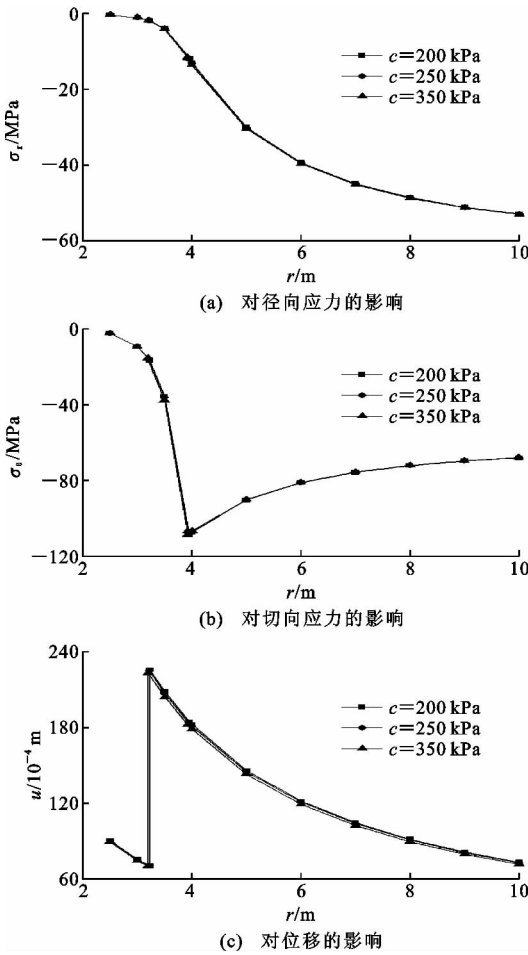 0
−20
−40
−60
σr/MPa
c=200 kPa
c=250 kPa
c=350 kPa
2 4 6 8 10
r/m
(a) 对径向应力的影响
0
−40
−80
−120
σθ/MPa
c=200 kPa
c=250 kPa
c=350 kPa
2 4 6 8 10
r/m
(b) 对切向应力的影响
240
180
120
60
u/10⁻⁴ m
c=200 kPa
c=250 kPa
c=350 kPa
2 4 6 8 10
r/m
(c) 对位移的影响